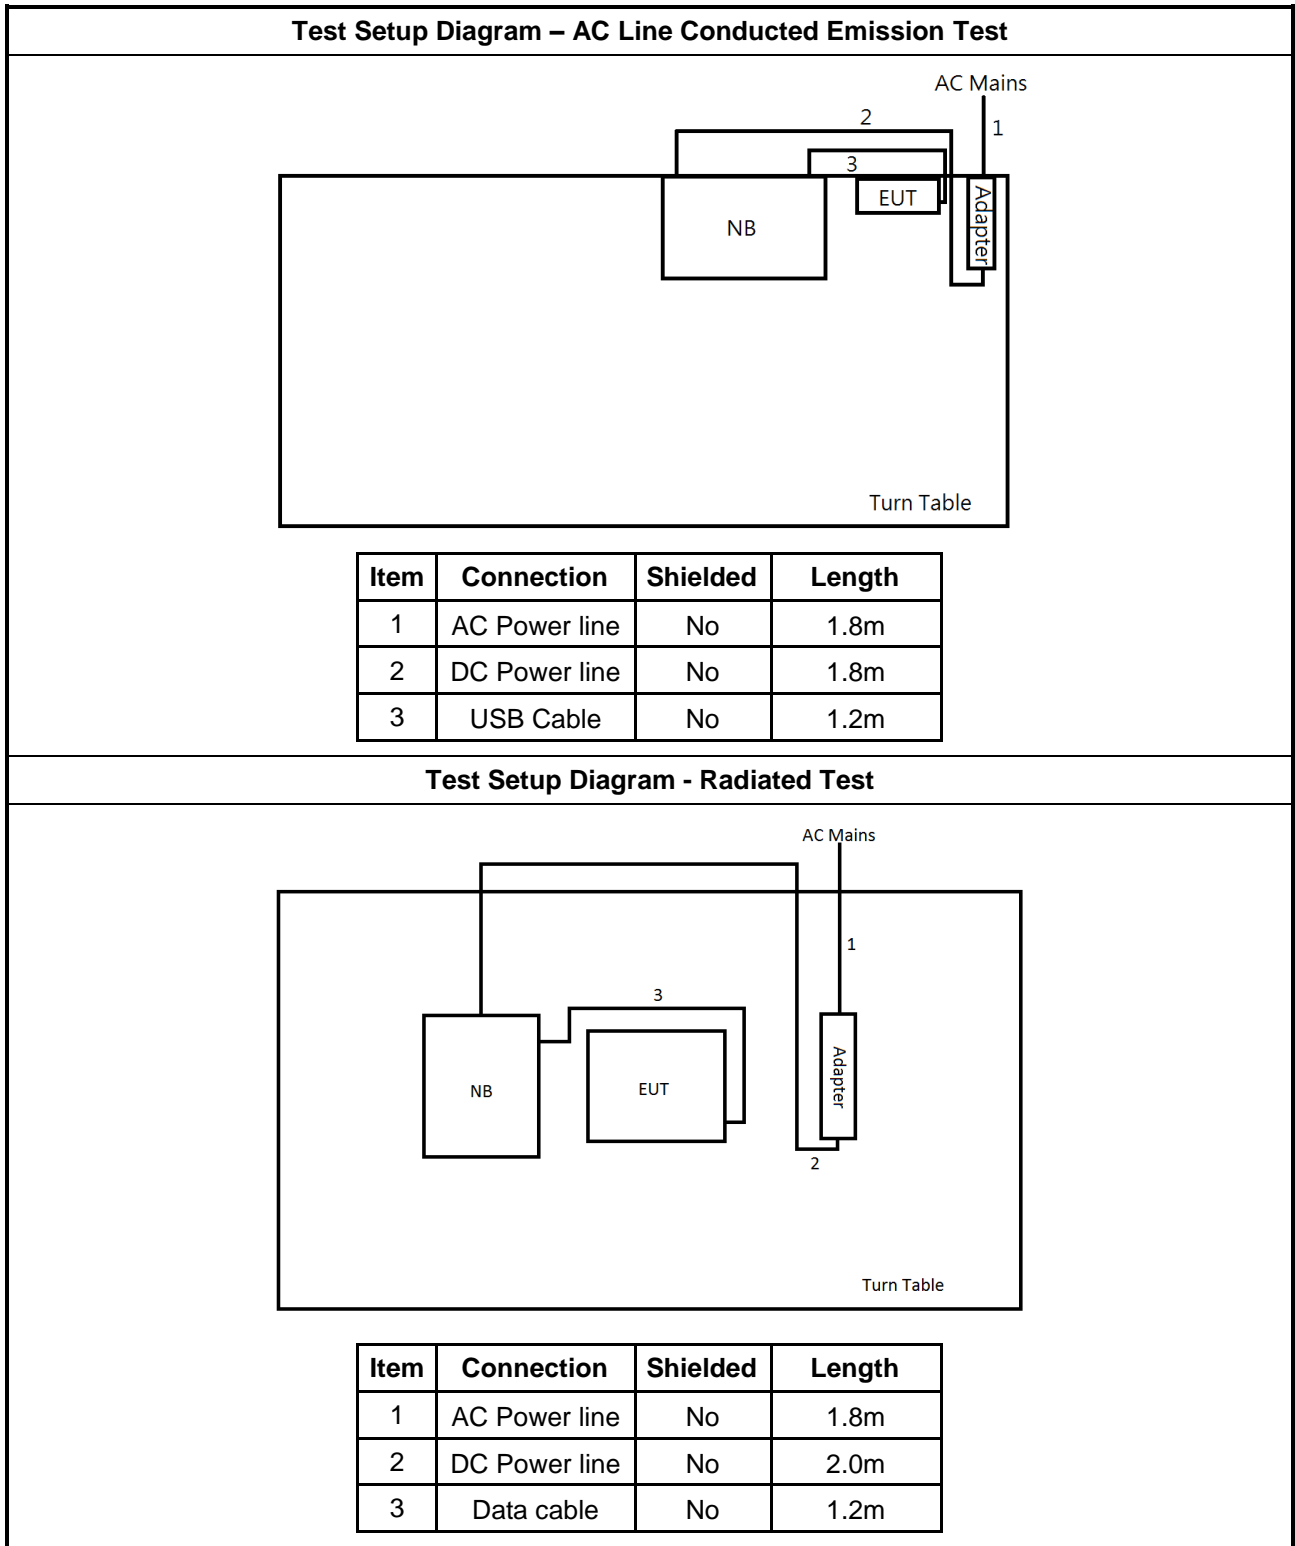 Test Setup Diagram – AC Line Conducted Emission Test
AC Mains
2
1
3
EUT
Adapter
NB
Turn Table
Item Connection Shielded Length
1 AC Power line No 1.8m
2 DC Power line No 1.8m
3 USB Cable No 1.2m
Test Setup Diagram - Radiated Test
AC Mains
1
3
Adapter
NB
EUT
2
Turn Table
Item Connection Shielded Length
1 AC Power line No 1.8m
2 DC Power line No 2.0m
3 Data cable No 1.2m